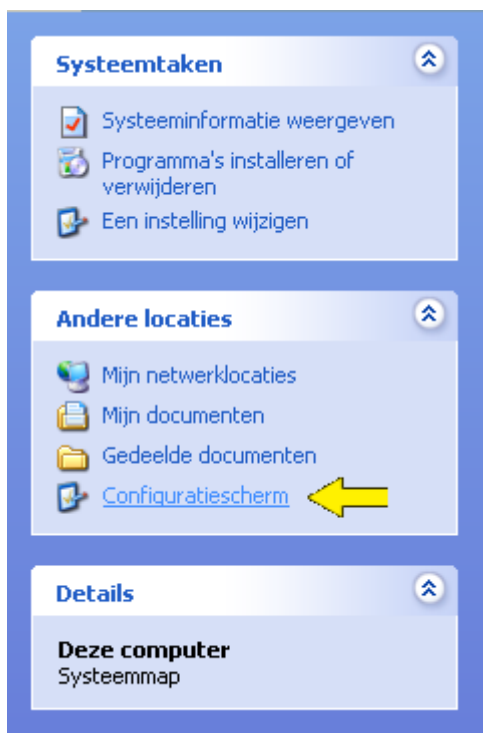 Systeemtaken
Systeeminformatie weergeven
Programma's installeren of
verwijderen
Een instelling wijzigen
Andere locaties
Mijn netwerklocaties
Mijn documenten
Gedeelde documenten
Configuratiescherm
Details
Deze computer
Systeemmap